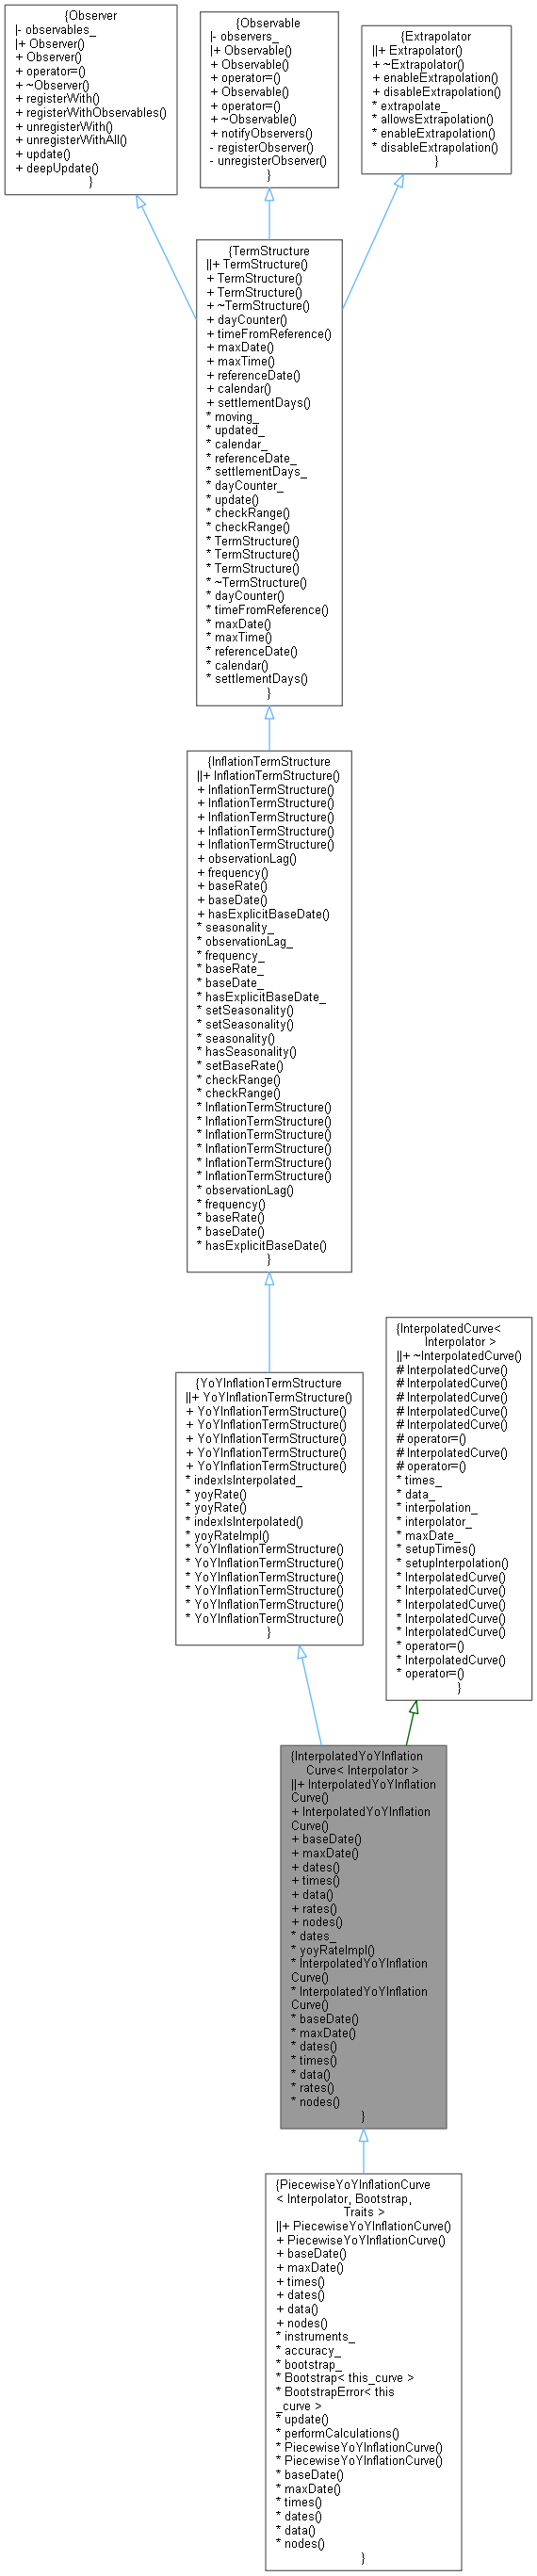 {Observer
|- observables_
|+ Observer()
+ Observer()
+ operator=()
+ ~Observer()
+ registerWith()
+ registerWithObservables()
+ unregisterWith()
+ unregisterWithAll()
+ update()
+ deepUpdate()
}
{Observable
|- observers_
|+ Observable()
+ Observable()
+ operator=()
+ Observable()
+ operator=()
+ ~Observable()
+ notifyObservers()
- registerObserver()
- unregisterObserver()
}
{Extrapolator
||+ Extrapolator()
+ ~Extrapolator()
+ enableExtrapolation()
+ disableExtrapolation()
* extrapolate_
* allowsExtrapolation()
* enableExtrapolation()
* disableExtrapolation()
}
{TermStructure
||+ TermStructure()
+ TermStructure()
+ TermStructure()
+ ~TermStructure()
+ dayCounter()
+ timeFromReference()
+ maxDate()
+ maxTime()
+ referenceDate()
+ calendar()
+ settlementDays()
* moving_
* updated_
* calendar_
* referenceDate_
* settlementDays_
* dayCounter_
* update()
* checkRange()
* checkRange()
* TermStructure()
* TermStructure()
* TermStructure()
* ~TermStructure()
* dayCounter()
* timeFromReference()
* maxDate()
* maxTime()
* referenceDate()
* calendar()
* settlementDays()
}
{InflationTermStructure
||+ InflationTermStructure()
+ InflationTermStructure()
+ InflationTermStructure()
+ InflationTermStructure()
+ InflationTermStructure()
+ InflationTermStructure()
+ observationLag()
+ frequency()
+ baseRate()
+ baseDate()
+ hasExplicitBaseDate()
* seasonality_
* observationLag_
* frequency_
* baseRate_
* baseDate_
* hasExplicitBaseDate_
* setSeasonality()
* setSeasonality()
* seasonality()
* hasSeasonality()
* setBaseRate()
* checkRange()
* checkRange()
* InflationTermStructure()
* InflationTermStructure()
* InflationTermStructure()
* InflationTermStructure()
* InflationTermStructure()
* InflationTermStructure()
* observationLag()
* frequency()
* baseRate()
* baseDate()
* hasExplicitBaseDate()
}
{YoYInflationTermStructure
||+ YoYInflationTermStructure()
+ YoYInflationTermStructure()
+ YoYInflationTermStructure()
+ YoYInflationTermStructure()
+ YoYInflationTermStructure()
+ YoYInflationTermStructure()
* indexIsInterpolated_
* yoyRate()
* yoyRate()
* indexIsInterpolated()
* yoyRateImpl()
* YoYInflationTermStructure()
* YoYInflationTermStructure()
* YoYInflationTermStructure()
* YoYInflationTermStructure()
* YoYInflationTermStructure()
* YoYInflationTermStructure()
}
{InterpolatedCurve<
Interpolator >
||+ ~InterpolatedCurve()
# InterpolatedCurve()
# InterpolatedCurve()
# InterpolatedCurve()
# InterpolatedCurve()
# InterpolatedCurve()
# operator=()
# InterpolatedCurve()
# operator=()
* times_
* data_
* interpolation_
* interpolator_
* maxDate_
* setupTimes()
* setupInterpolation()
* InterpolatedCurve()
* InterpolatedCurve()
* InterpolatedCurve()
* InterpolatedCurve()
* InterpolatedCurve()
* operator=()
* InterpolatedCurve()
* operator=()
}
{InterpolatedYoYInflation
Curve< Interpolator >
||+ InterpolatedYoYInflation
Curve()
+ InterpolatedYoYInflation
Curve()
+ baseDate()
+ maxDate()
+ dates()
+ times()
+ data()
+ rates()
+ nodes()
* dates_
* yoyRateImpl()
* InterpolatedYoYInflation
Curve()
* InterpolatedYoYInflation
Curve()
* baseDate()
* maxDate()
* dates()
* times()
* data()
* rates()
* nodes()
}
{PiecewiseYoYInflationCurve
< Interpolator, Bootstrap,
Traits >
||+ PiecewiseYoYInflationCurve()
+ PiecewiseYoYInflationCurve()
+ baseDate()
+ maxDate()
+ times()
+ dates()
+ data()
+ nodes()
* instruments_
* accuracy_
* bootstrap_
* Bootstrap< this_curve >
* BootstrapError< this
_curve >
* update()
* performCalculations()
* PiecewiseYoYInflationCurve()
* PiecewiseYoYInflationCurve()
* baseDate()
* maxDate()
* times()
* dates()
* data()
* nodes()
}